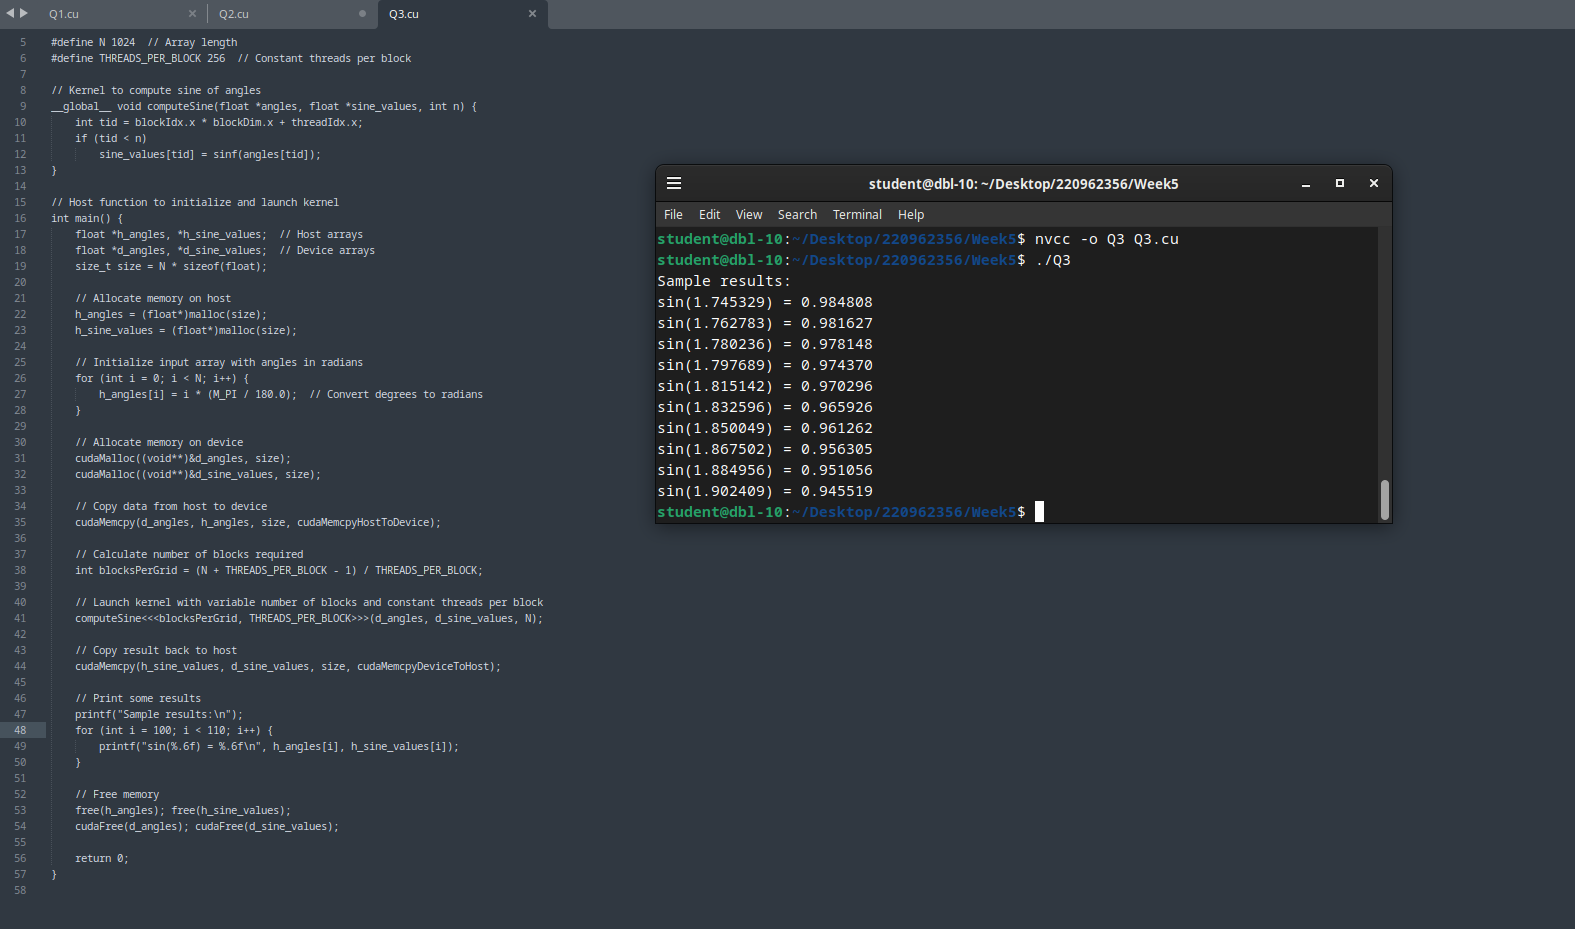 Q1.cu
Q2.cu
Q3.cu
5 #define N 1024  // Array length
6 #define THREADS_PER_BLOCK 256  // Constant threads per block
7
8 // Kernel to compute sine of angles
9 __global__ void computeSine(float *angles, float *sine_values, int n) {
10     int tid = blockIdx.x * blockDim.x + threadIdx.x;
11     if (tid < n)
12         sine_values[tid] = sinf(angles[tid]);
13 }
14
15 // Host function to initialize and launch kernel
16 int main() {
17     float *h_angles, *h_sine_values;  // Host arrays
18     float *d_angles, *d_sine_values;  // Device arrays
19     size_t size = N * sizeof(float);
20
21     // Allocate memory on host
22     h_angles = (float*)malloc(size);
23     h_sine_values = (float*)malloc(size);
24
25     // Initialize input array with angles in radians
26     for (int i = 0; i < N; i++) {
27         h_angles[i] = i * (M_PI / 180.0);  // Convert degrees to radians
28     }
29
30     // Allocate memory on device
31     cudaMalloc((void**)&d_angles, size);
32     cudaMalloc((void**)&d_sine_values, size);
33
34     // Copy data from host to device
35     cudaMemcpy(d_angles, h_angles, size, cudaMemcpyHostToDevice);
36
37     // Calculate number of blocks required
38     int blocksPerGrid = (N + THREADS_PER_BLOCK - 1) / THREADS_PER_BLOCK;
39
40     // Launch kernel with variable number of blocks and constant threads per block
41     computeSine<<<blocksPerGrid, THREADS_PER_BLOCK>>>(d_angles, d_sine_values, N);
42
43     // Copy result back to host
44     cudaMemcpy(h_sine_values, d_sine_values, size, cudaMemcpyDeviceToHost);
45
46     // Print some results
47     printf("Sample results:\n");
48     for (int i = 100; i < 110; i++) {
49         printf("sin(%.6f) = %.6f\n", h_angles[i], h_sine_values[i]);
50     }
51
52     // Free memory
53     free(h_angles); free(h_sine_values);
54     cudaFree(d_angles); cudaFree(d_sine_values);
55
56     return 0;
57 }
58
student@dbl-10: ~/Desktop/220962356/Week5
File Edit View Search Terminal Help
student@dbl-10:~/Desktop/220962356/Week5$ nvcc -o Q3 Q3.cu
student@dbl-10:~/Desktop/220962356/Week5$ ./Q3
Sample results:
sin(1.745329) = 0.984808
sin(1.762783) = 0.981627
sin(1.780236) = 0.978148
sin(1.797689) = 0.974370
sin(1.815142) = 0.970296
sin(1.832596) = 0.965926
sin(1.850049) = 0.961262
sin(1.867502) = 0.956305
sin(1.884956) = 0.951056
sin(1.902409) = 0.945519
student@dbl-10:~/Desktop/220962356/Week5$